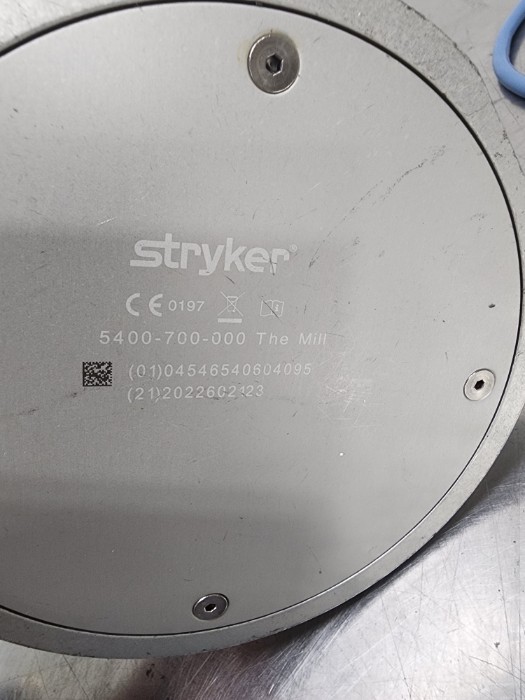 stryker®
CE 0197
5400-700-000 The Mill
(01)04546540604095
(21)2022602123